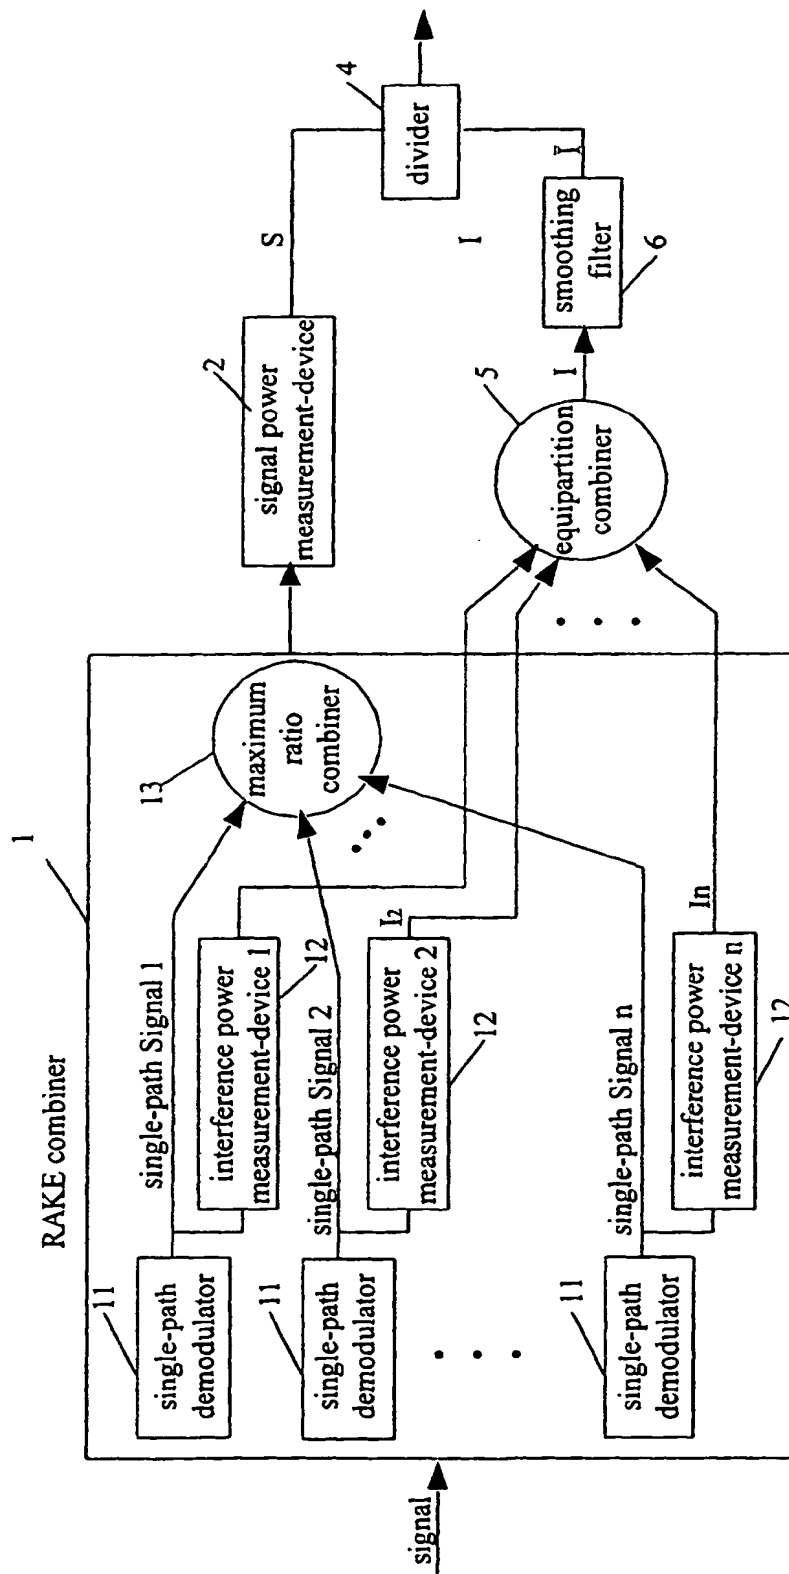 RAKE combiner
1
signal
11
single-path
demodulator
single-path Signal 1
interference power
measurement-device 1
12
11
single-path
demodulator
single-path Signal 2
I2
interference power
measurement-device 2
12
11
single-path
demodulator
single-path Signal n
In
interference power
measurement-device n
12
13
maximum
ratio
combiner
2
signal power
measurement-device
S
4
divider
I
5
equipartition
combiner
I
smoothing
filter
6